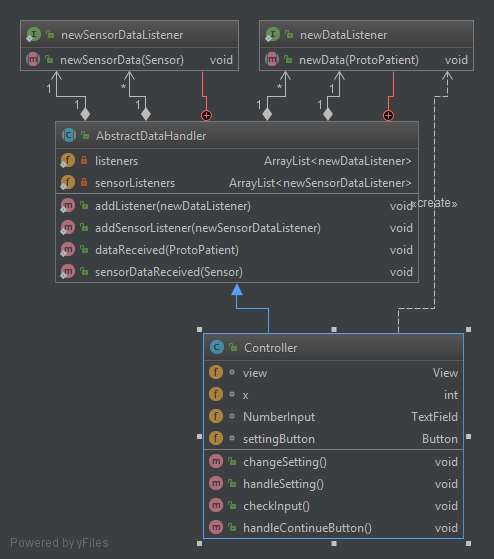 newSensorDataListener
newSensorData(Sensor) void
newDataListener
newData(ProtoPatient) void
1 * 1 1
1 * 1 1
AbstractDataHandler
listeners ArrayList<newDataListener>
sensorListeners ArrayList<newSensorDataListener>
addListener(newDataListener) void
«create»
addSensorListener(newSensorDataListener) void
dataReceived(ProtoPatient) void
sensorDataReceived(Sensor) void
Controller
view View
x int
NumberInput TextField
settingButton Button
changeSetting() void
handleSetting() void
checkInput() void
handleContinueButton() void
Powered by yFiles